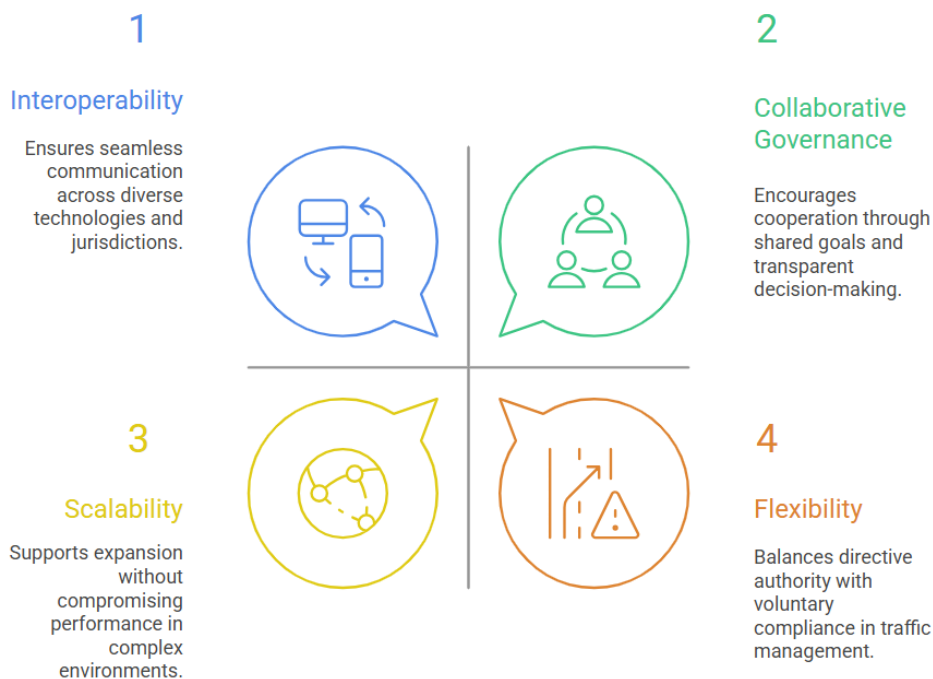 1
Interoperability
Ensures seamless
communication
across diverse
technologies and
jurisdictions.
2
Collaborative
Governance
Encourages
cooperation through
shared goals and
transparent
decision-making.
3
Scalability
Supports expansion
without
compromising
performance in
complex
environments.
4
Flexibility
Balances directive
authority with
voluntary
compliance in traffic
management.